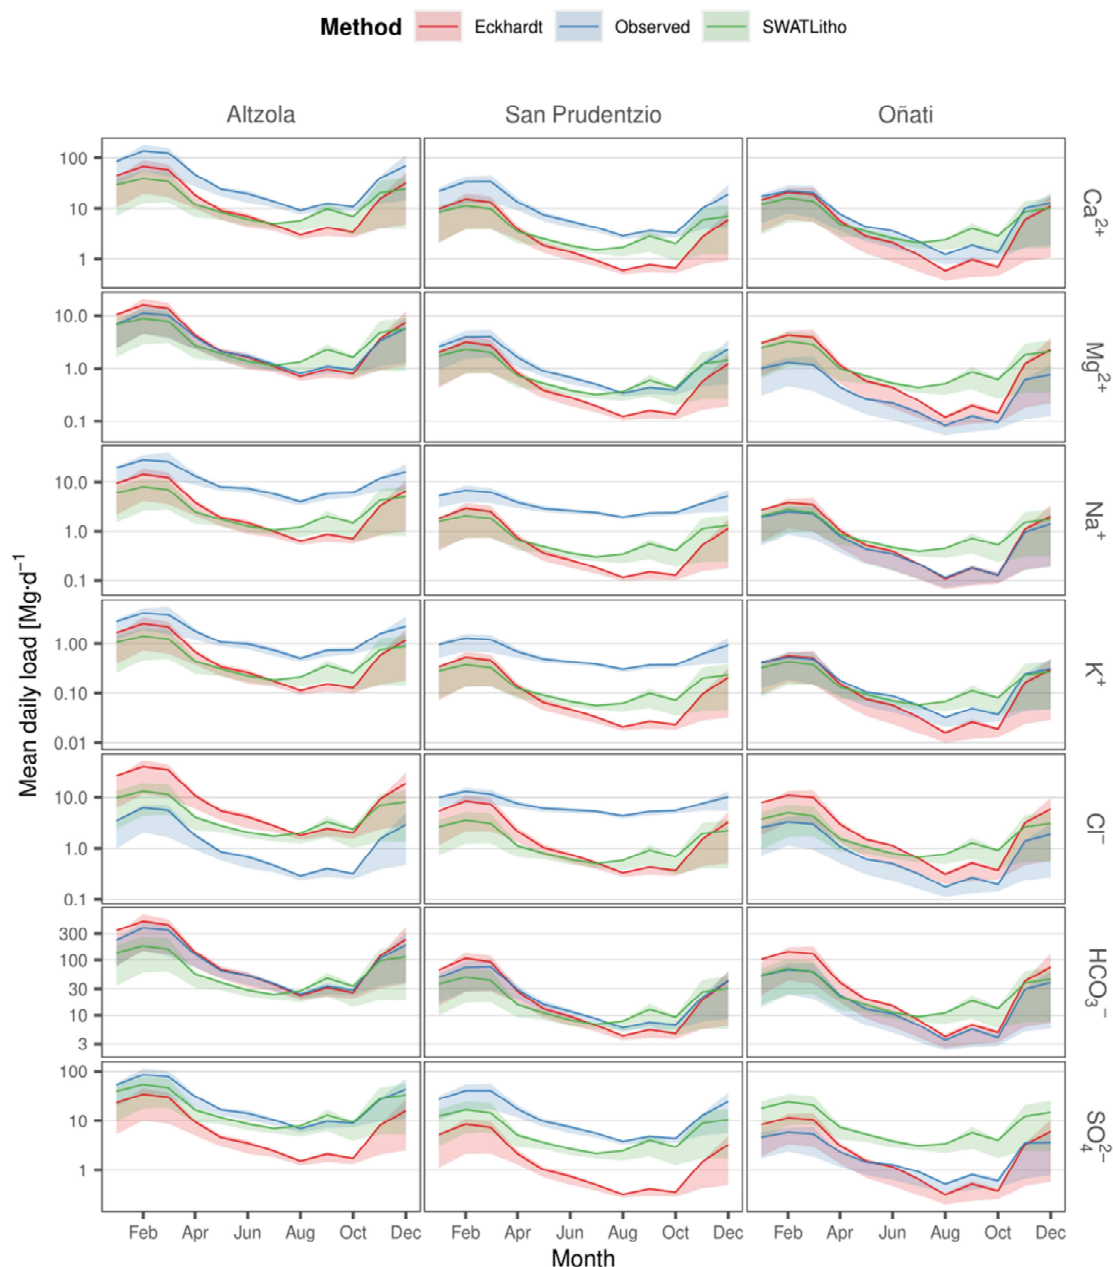 Method Eckhardt Observed SWATLitho
Altzola San Prudentzio Oñati
100
10
1
Ca²⁺
10.0
1.0
0.1
Mg²⁺
10.0
1.0
0.1
Na⁺
1.00
0.10
0.01
K⁺
10.0
1.0
0.1
Cl⁻
300
100
30
10
3
HCO₃⁻
100
10
1
SO₄²⁻
Mean daily load [Mg·d⁻¹]
Feb Apr Jun Aug Oct Dec Feb Apr Jun Aug Oct Dec Feb Apr Jun Aug Oct Dec
Month